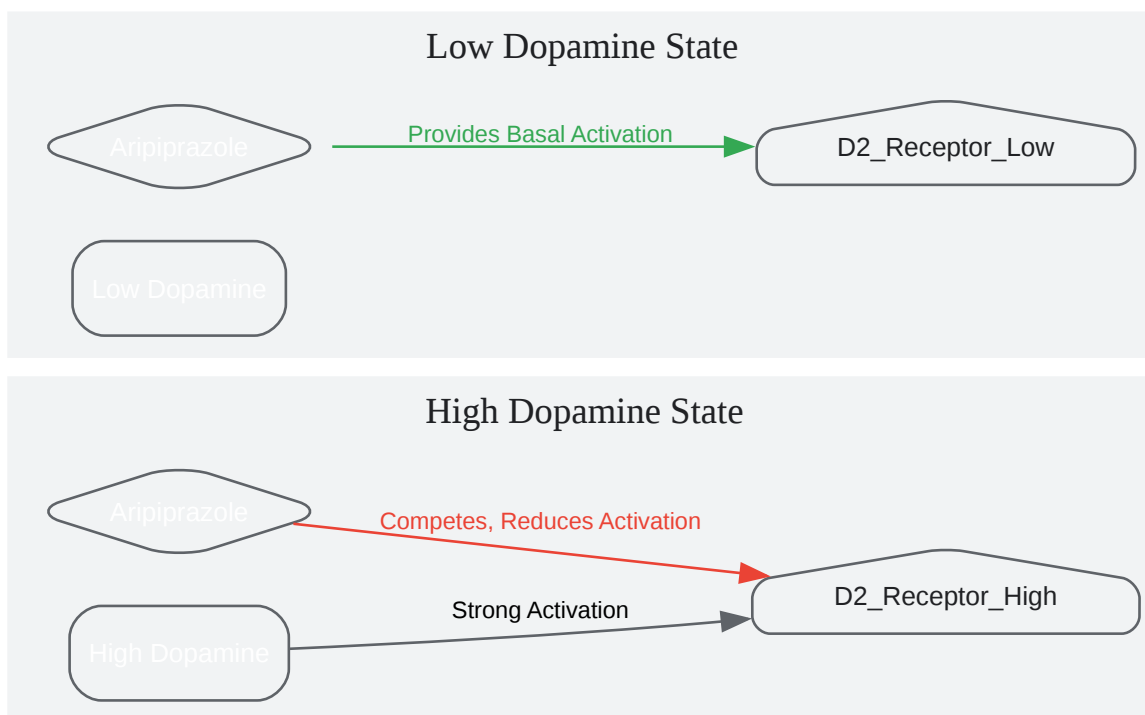 Low Dopamine State
Aripiprazole
Provides Basal Activation
D2_Receptor_Low
Low Dopamine
High Dopamine State
Aripiprazole
Competes, Reduces Activation
D2_Receptor_High
Strong Activation
High Dopamine